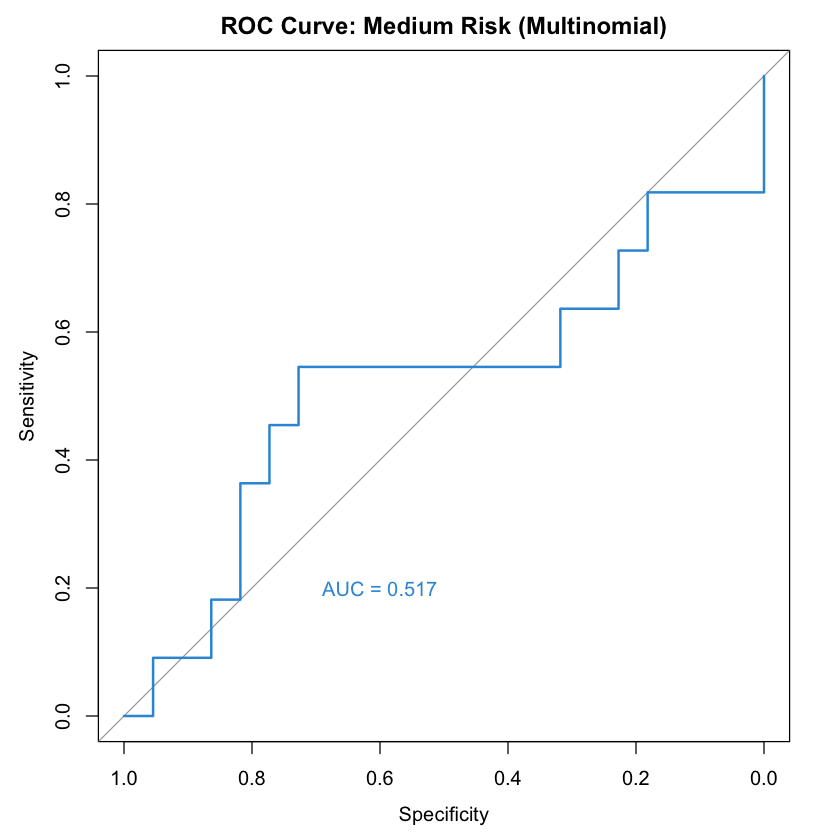 ROC Curve: Medium Risk (Multinomial)
1.0
0.8
0.6
0.4
0.2
0.0
Sensitivity
AUC = 0.517
1.0 0.8 0.6 0.4 0.2 0.0
Specificity